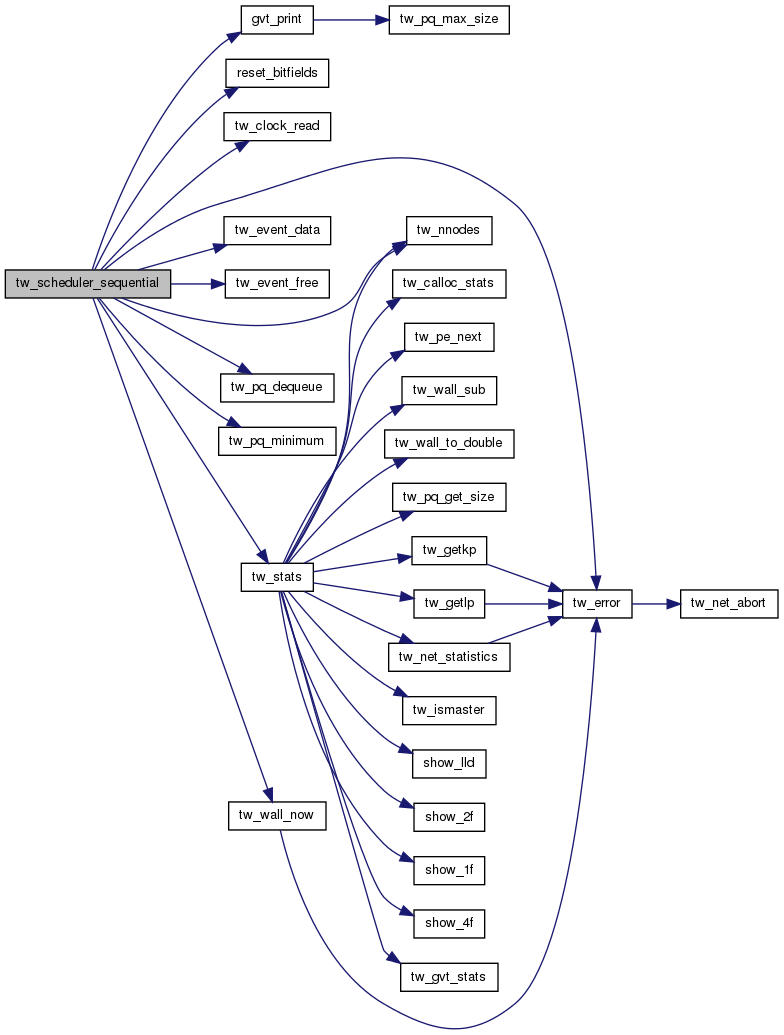 gvt_print
tw_pq_max_size
reset_bitfields
tw_clock_read
tw_event_data
tw_nnodes
tw_scheduler_sequential
tw_event_free
tw_calloc_stats
tw_pe_next
tw_pq_dequeue
tw_wall_sub
tw_pq_minimum
tw_wall_to_double
tw_pq_get_size
tw_getkp
tw_stats
tw_getlp
tw_error
tw_net_abort
tw_net_statistics
tw_ismaster
show_lld
tw_wall_now
show_2f
show_1f
show_4f
tw_gvt_stats